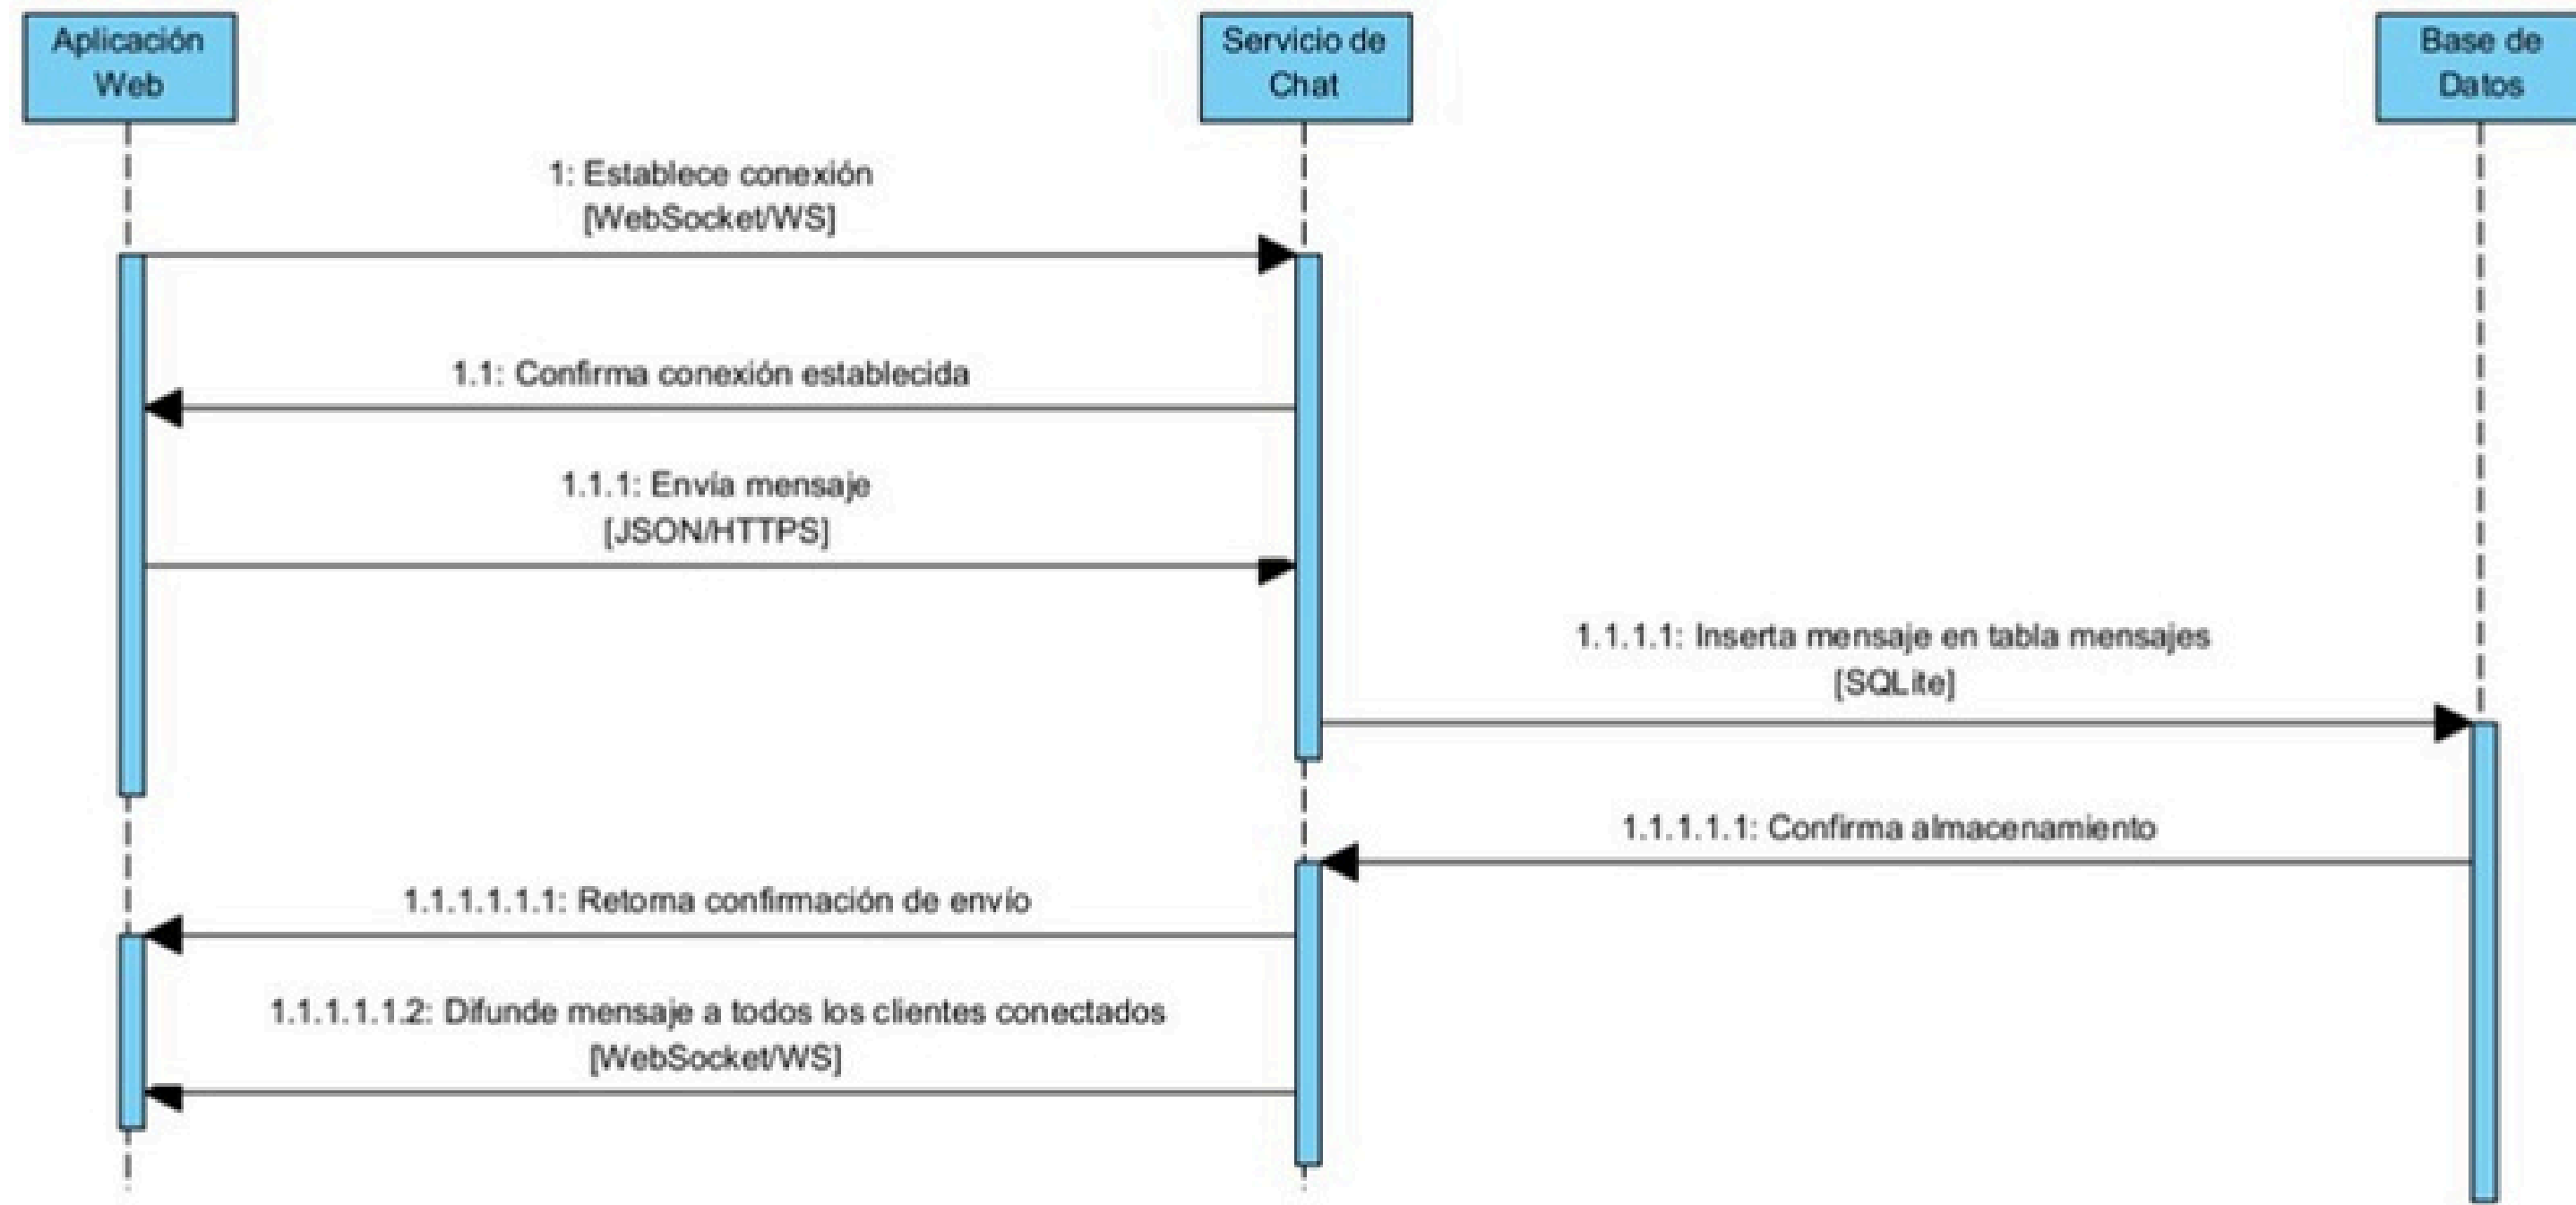 Aplicación
Web
Servicio de
Chat
Base de
Datos
1: Establece conexión
[WebSocket/WS]
1.1: Confirma conexión establecida
1.1.1: Envía mensaje
[JSON/HTTPS]
1.1.1.1: Inserta mensaje en tabla mensajes
[SQLite]
1.1.1.1.1: Confirma almacenamiento
1.1.1.1.1.1: Retorna confirmación de envío
1.1.1.1.1.2: Difunde mensaje a todos los clientes conectados
[WebSocket/WS]